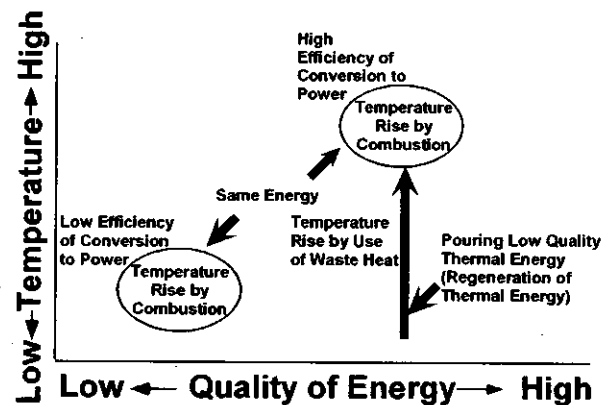 High
Efficiency of
Conversion to
Power
Temperature
Rise by
Combustion
Same Energy
Low Efficiency
of Conversion
to Power
Temperature
Rise by
Combustion
Temperature
Rise by Use
of Waste Heat
Pouring Low Quality
Thermal Energy
(Regeneration of
Thermal Energy)
Low←Temperature→High
Low ← Quality of Energy → High